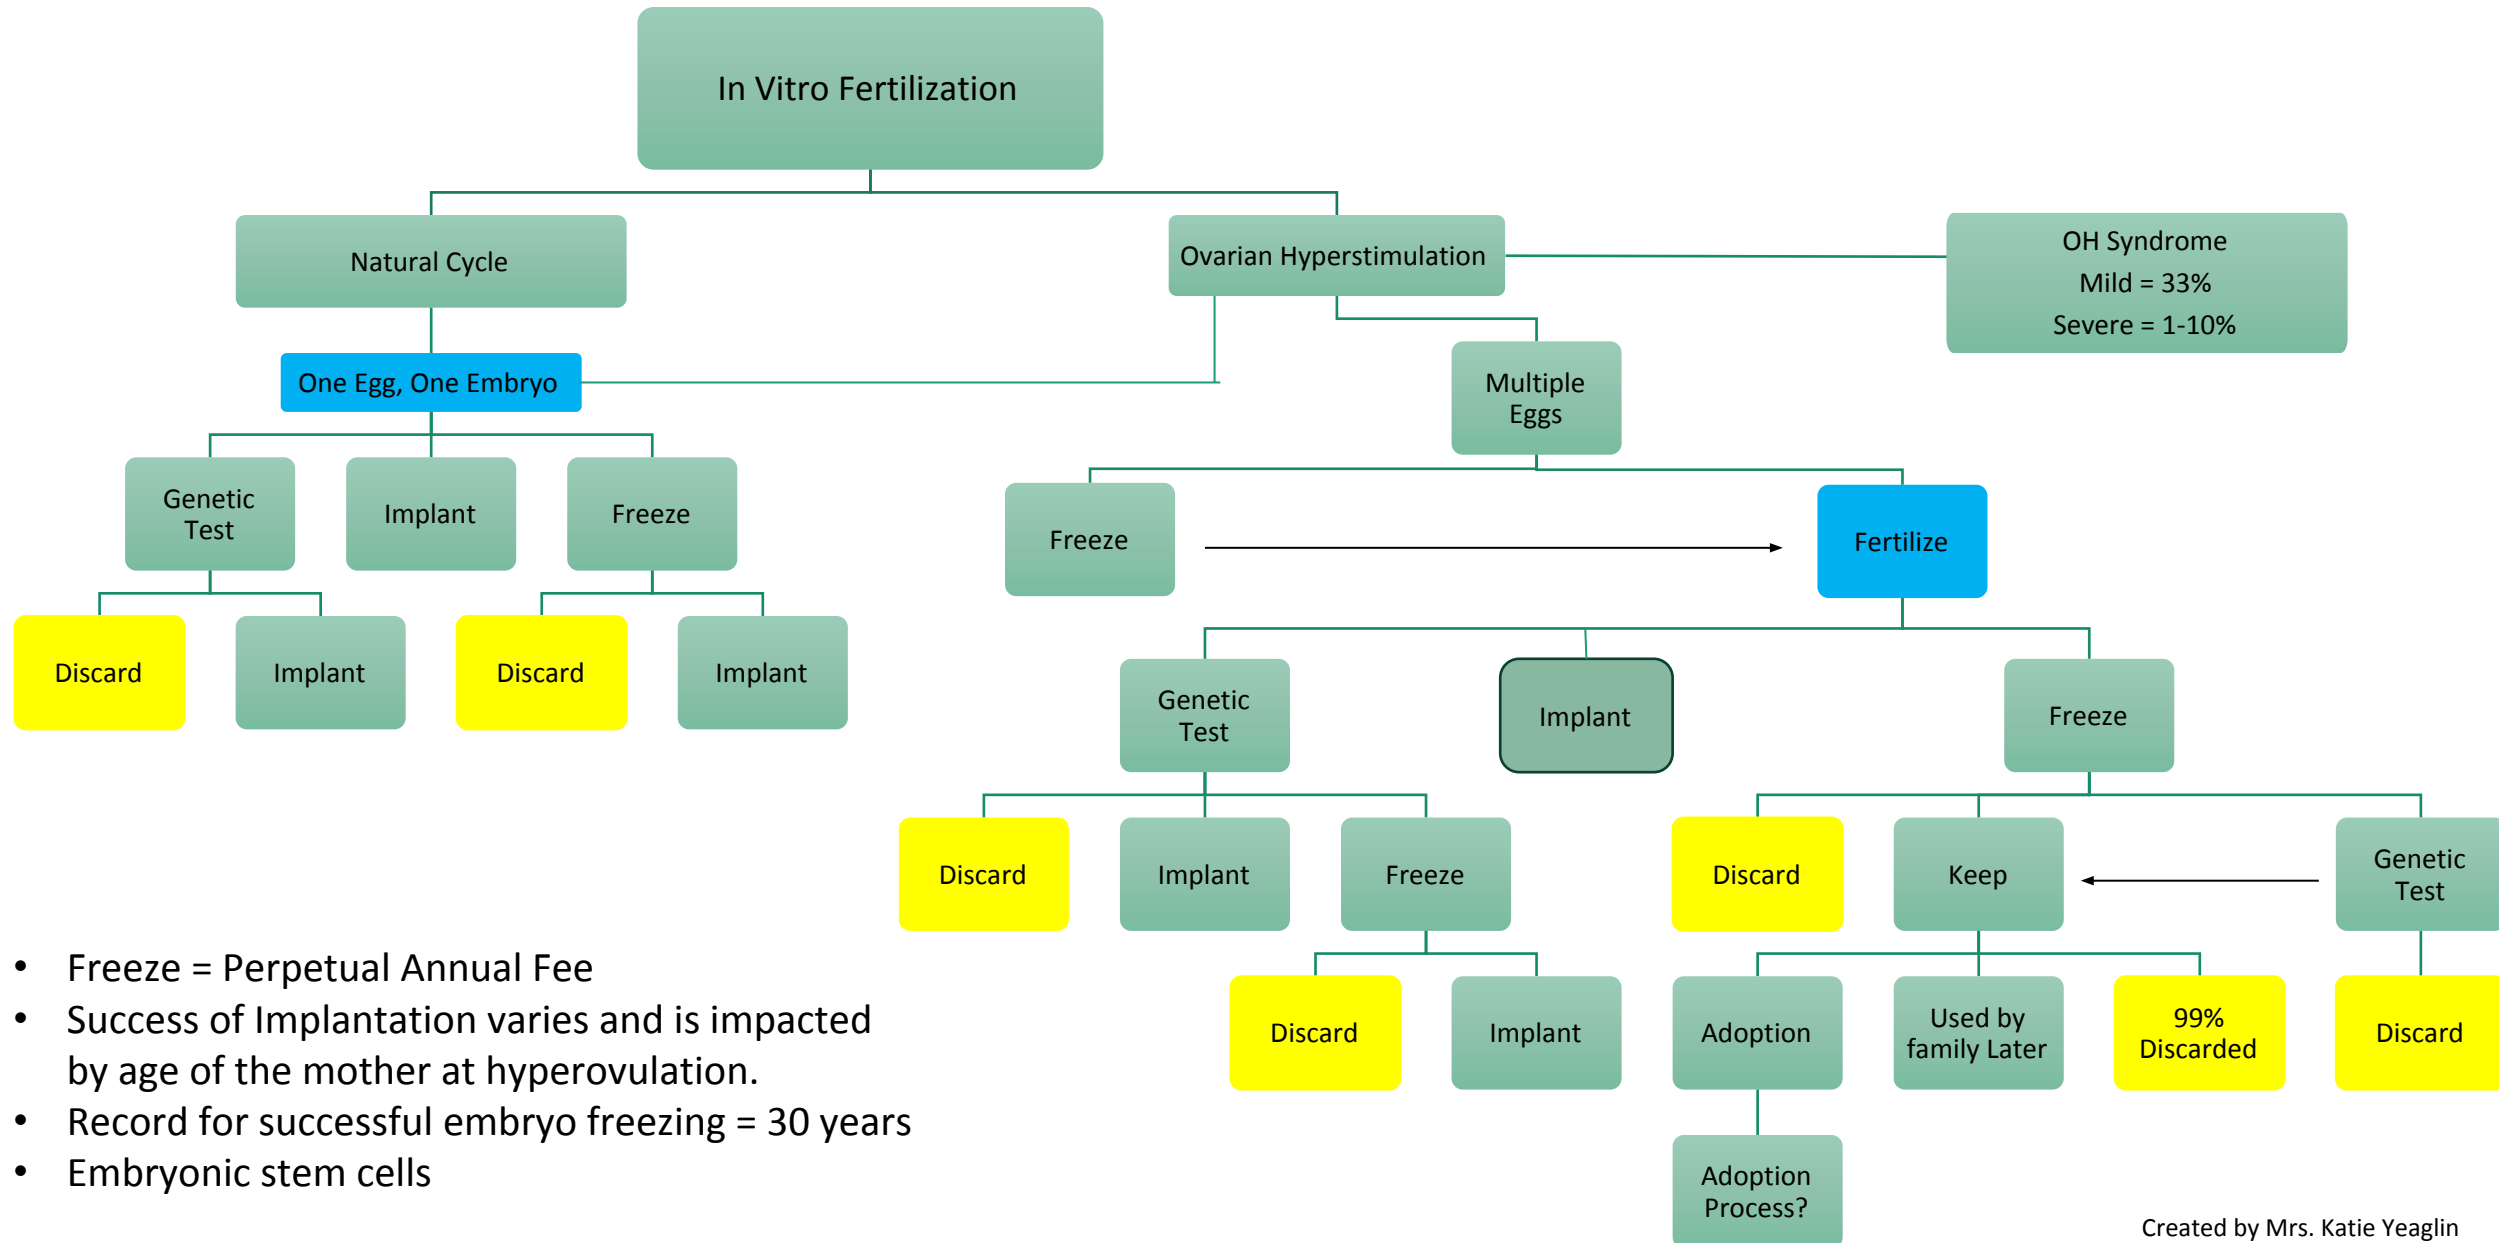 In Vitro Fertilization
Natural Cycle
Ovarian Hyperstimulation
OH Syndrome
Mild = 33%
Severe = 1-10%
One Egg, One Embryo
Multiple
Eggs
Genetic
Test
Implant
Freeze
Freeze
Fertilize
Discard
Implant
Discard
Implant
Genetic
Test
Implant
Freeze
Discard
Implant
Freeze
Discard
Keep
Genetic
Test
Discard
Implant
Adoption
Used by
family Later
99%
Discarded
Discard
Adoption
Process?
• Freeze = Perpetual Annual Fee
• Success of Implantation varies and is impacted
by age of the mother at hyperovulation.
• Record for successful embryo freezing = 30 years
• Embryonic stem cells
Created by Mrs. Katie Yeaglin